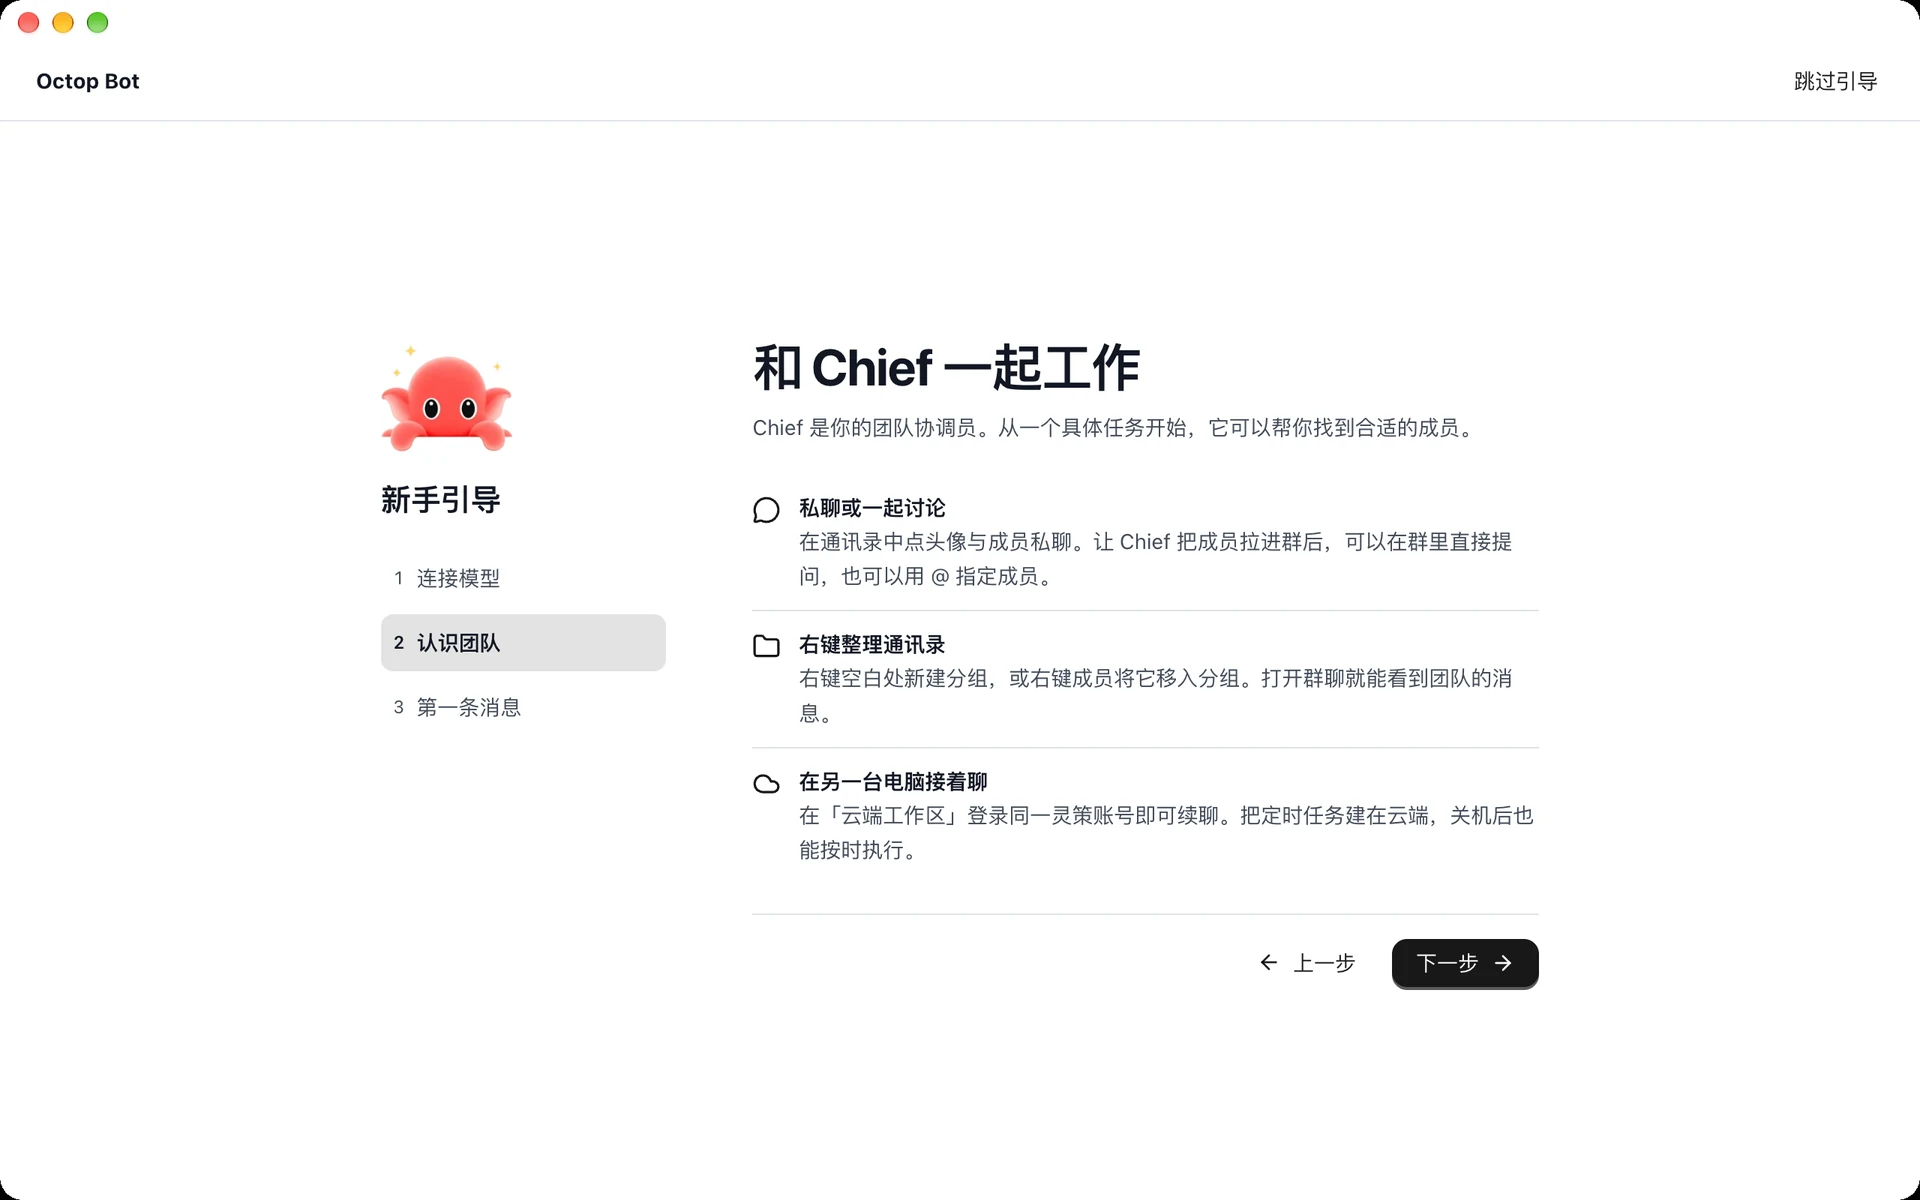 Octop Bot
跳过引导
新手引导
1 连接模型
2 认识团队
3 第一条消息
和 Chief 一起工作
Chief 是你的团队协调员。从一个具体任务开始，它可以帮你找到合适的成员。
私聊或一起讨论
在通讯录中点头像与成员私聊。让 Chief 把成员拉进群后，可以在群里直接提
问，也可以用 @ 指定成员。
右键整理通讯录
右键空白处新建分组，或右键成员将它移入分组。打开群聊就能看到团队的消
息。
在另一台电脑接着聊
在「云端工作区」登录同一灵策账号即可续聊。把定时任务建在云端，关机后也
能按时执行。
← 上一步
下一步 →